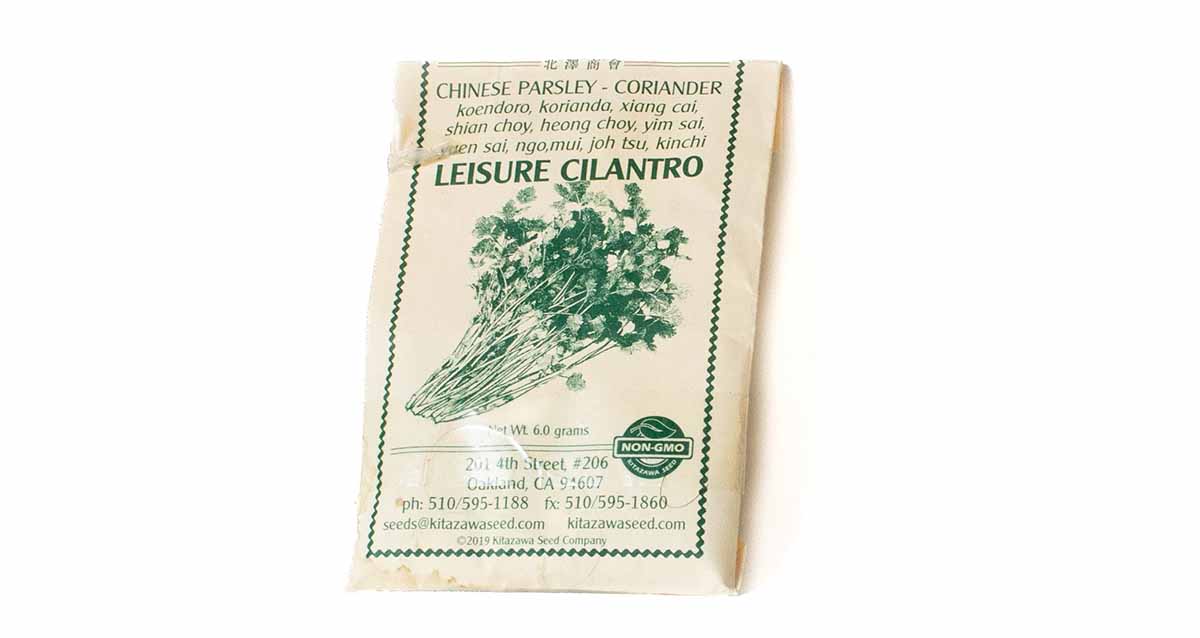 北澤商會
CHINESE PARSLEY - CORIANDER
koendoro, korianda, xiang cai,
shian choy, heong choy, yim sai,
yuen sai, ngo,mui, joh tsu, kinchi
LEISURE CILANTRO
Net Wt. 6.0 grams
NON-GMO
KITAZAWA SEED
201 4th Street, #206
Oakland, CA 94607
ph: 510/595-1188 fx: 510/595-1860
seeds@kitazawaseed.com kitazawaseed.com
©2019 Kitazawa Seed Company